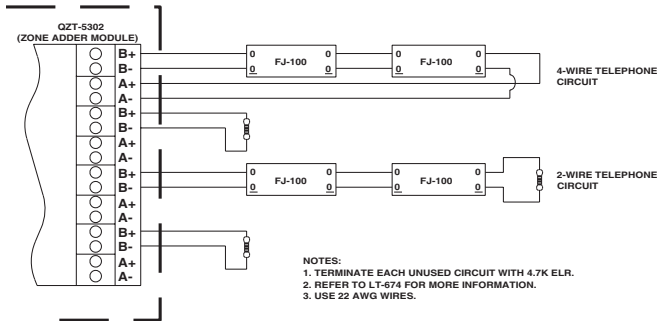 QZT-5302
(ZONE ADDER MODULE)
B+
B-
A+
A-
B+
B-
A+
A-
B+
B-
A+
A-
B+
B-
A+
A-
0 0
FJ-100
0 0
0 0
FJ-100
0 0
4-WIRE TELEPHONE
CIRCUIT
0 0
FJ-100
0 0
0 0
FJ-100
0 0
2-WIRE TELEPHONE
CIRCUIT
NOTES:
1. TERMINATE EACH UNUSED CIRCUIT WITH 4.7K ELR.
2. REFER TO LT-674 FOR MORE INFORMATION.
3. USE 22 AWG WIRES.